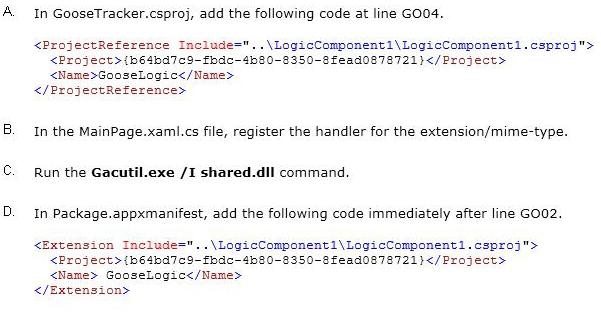 A. In GooseTracker.csproj, add the following code at line GO04.
<ProjectReference Include="..\LogicComponent1\LogicComponent1.csproj">
<Project>{b64bd7c9-fbdc-4b80-8350-8fead0878721}</Project>
<Name>GooseLogic</Name>
</ProjectReference>
B. In the MainPage.xaml.cs file, register the handler for the extension/mime-type.
C. Run the Gacutil.exe /I shared.dll command.
D. In Package.appxmanifest, add the following code immediately after line GO02.
<Extension Include="..\LogicComponent1\LogicComponent1.csproj">
<Project>{b64bd7c9-fbdc-4b80-8350-8fead0878721}</Project>
<Name> GooseLogic</Name>
</Extension>